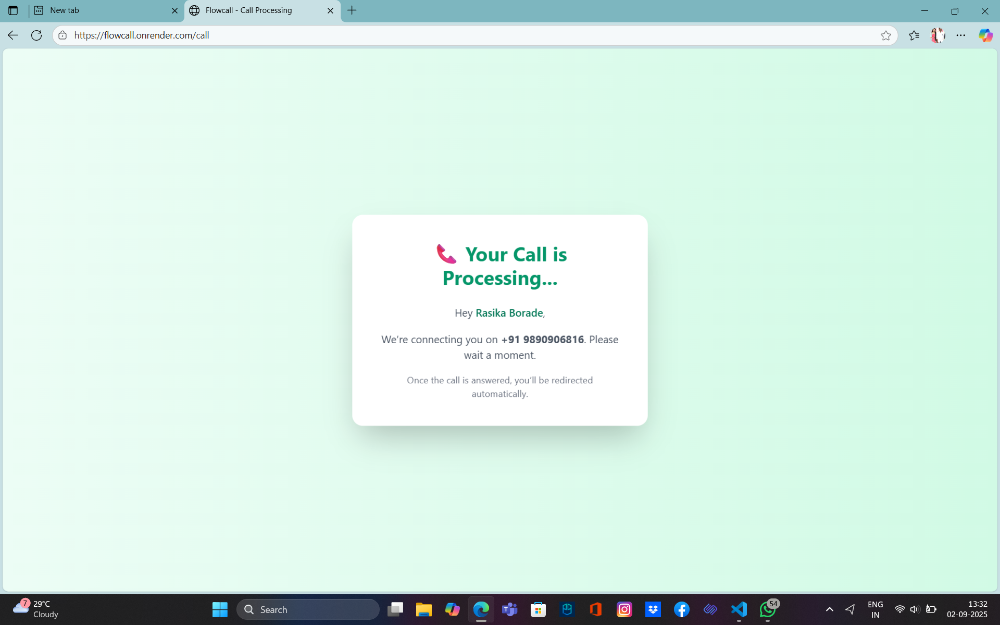 New tab
Flowcall - Call Processing
https://flowcall.onrender.com/call
📞 Your Call is
Processing...
Hey Rasika Borade,
We’re connecting you on +91 9890906816. Please
wait a moment.
Once the call is answered, you’ll be redirected
automatically.
7
29°C
Cloudy
Search
54
ENG
IN
13:32
02-09-2025